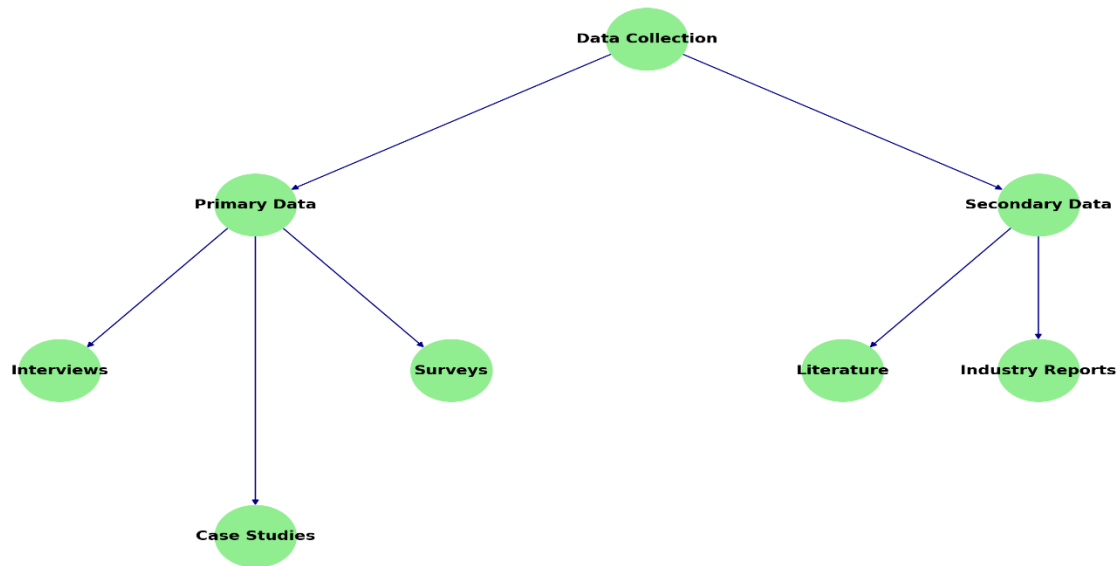 Data Collection
Primary Data
Secondary Data
Interviews
Surveys
Literature
Industry Reports
Case Studies